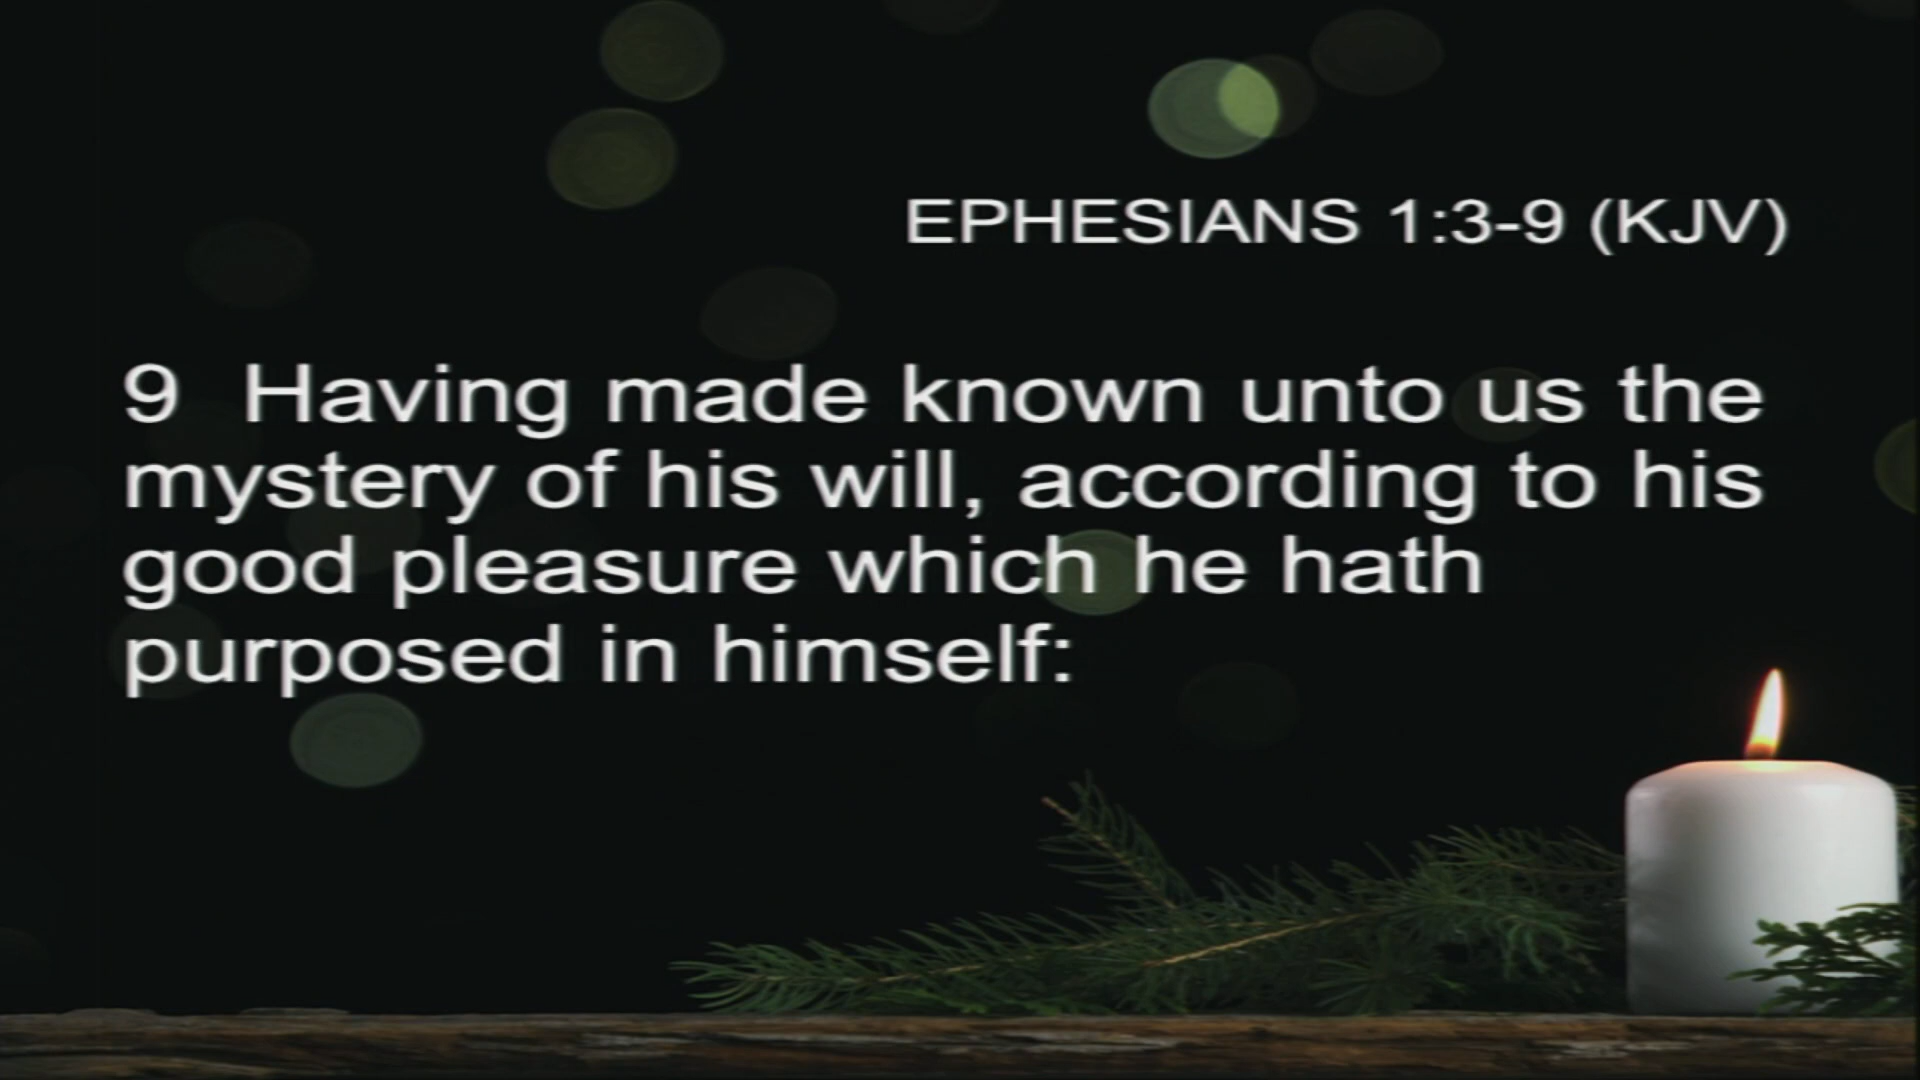 EPHESIANS 1:3-9 (KJV)
9 Having made known unto us the
mystery of his will, according to his
good pleasure which he hath
purposed in himself: